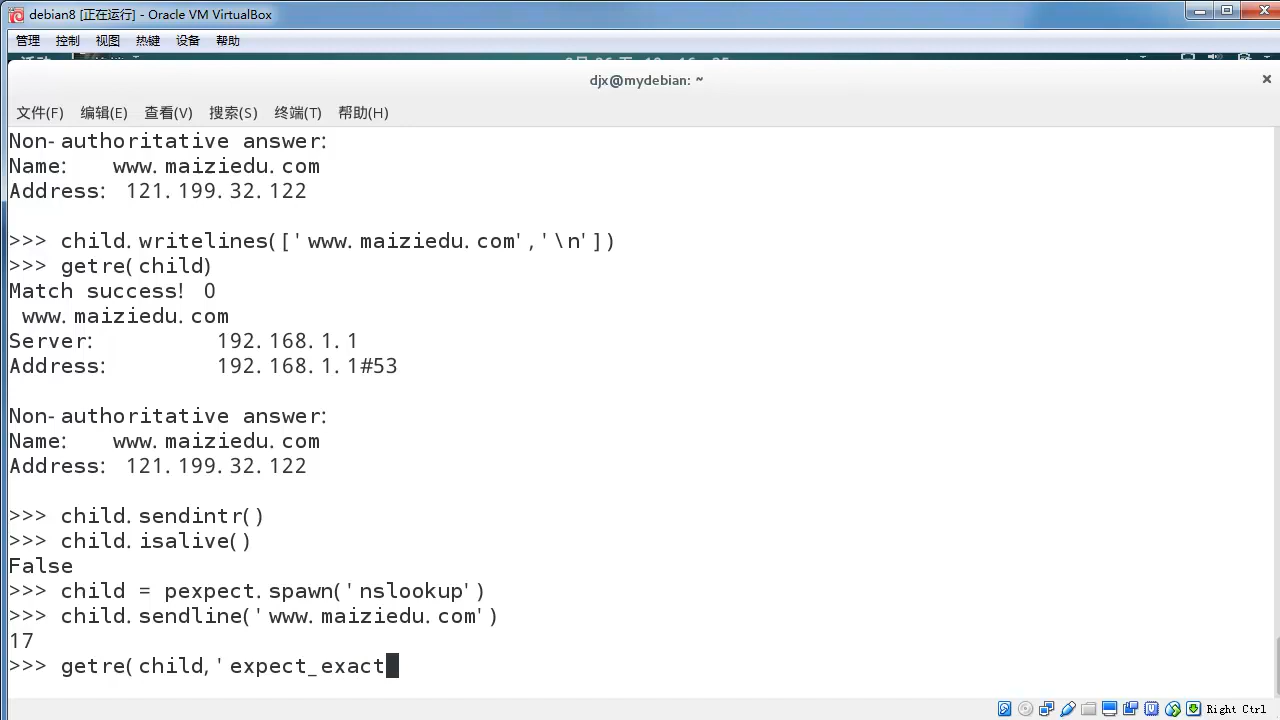 debian8 [正在运行] - Oracle VM VirtualBox
管理 控制 视图 热键 设备 帮助
djx@mydebian: ~
文件(F) 编辑(E) 查看(V) 搜索(S) 终端(T) 帮助(H)
Non-authoritative answer:
Name: www.maiziedu.com
Address: 121.199.32.122
>>> child.writelines(['www.maiziedu.com','\n'])
>>> getre(child)
Match success! 0
www.maiziedu.com
Server: 192.168.1.1
Address: 192.168.1.1#53
Non-authoritative answer:
Name: www.maiziedu.com
Address: 121.199.32.122
>>> child.sendintr()
>>> child.isalive()
False
>>> child = pexpect.spawn('nslookup')
>>> child.sendline('www.maiziedu.com')
17
>>> getre(child,'expect_exact
Right Ctrl